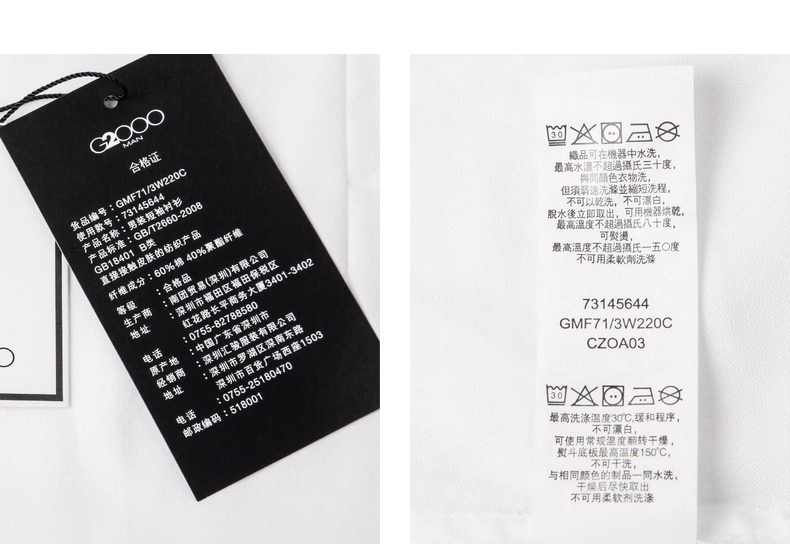 G2000
MAN
合格证
货品编号：GMF71/3W220C
使用款号：73145644
产品名称：男装短袖衬衫
产品标准：GB/T2660-2008
GB18401 B类
直接接触皮肤的纺织产品
纤维成分：60%棉 40%聚酯纤维
等级：合格品
生产商：南团贸易(深圳)有限公司
地址：深圳市福田区福田保税区
红花路长平商务大厦3401-3402
电话：0755-82788580
原产地：中国广东省深圳市
经销商：深圳汇骏服装有限公司
地址：深圳市罗湖区深南东路
深圳市百货广场西座1503
电话：0755-25180470
邮政编码：518001
30
織品可在機器中水洗，
最高水溫不超過攝氏三十度，
與同顏色衣物洗，
但須弱速洗滌並縮短洗程，
不可以乾洗，不可漂白，
脫水後立即取出、可用機器烘乾，
最高溫度不超過攝氏八十度，
可熨燙，
最高溫度不超過攝氏一五〇度
不可用柔軟劑洗滌
73145644
GMF71/3W220C
CZOA03
30
最高洗涤温度30℃,缓和程序，
不可漂白，
可使用常规温度翻转干燥，
熨斗底板最高温度150℃，
不可干洗，
与相同颜色的制品一同水洗，
干燥后尽快取出
不可用柔软剂洗涤